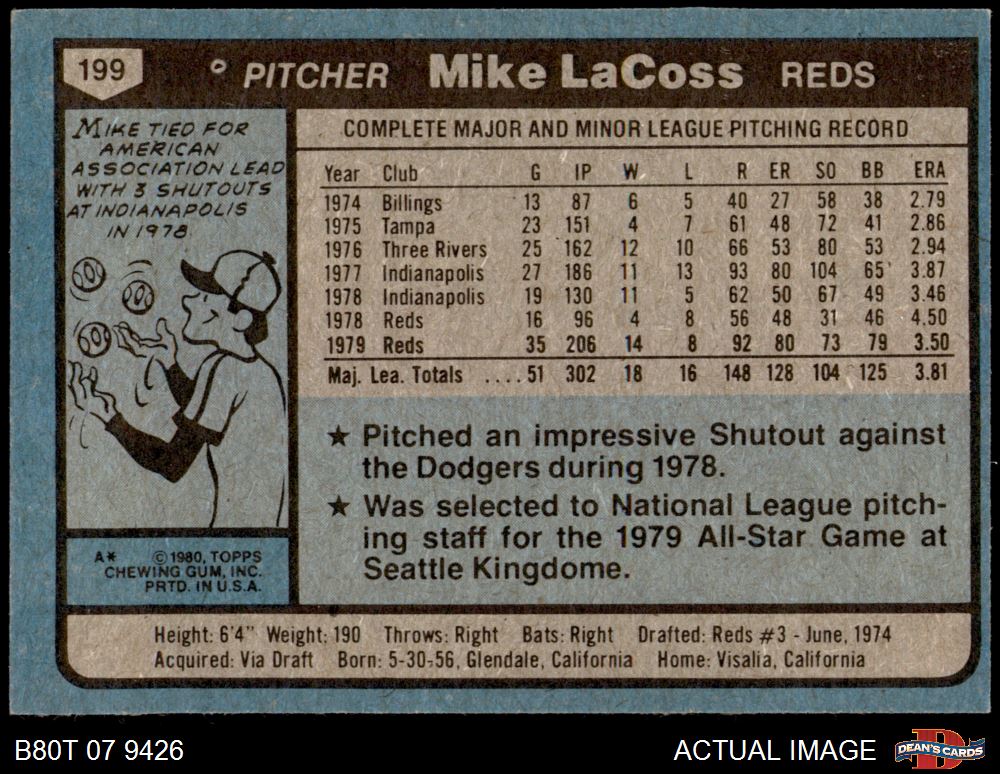 199 PITCHER Mike LaCoss REDS
MIKE TIED FOR
AMERICAN
ASSOCIATION LEAD
WITH 3 SHUTOUTS
AT INDIANAPOLIS
IN 1978
COMPLETE MAJOR AND MINOR LEAGUE PITCHING RECORD
Year Club G IP W L R ER SO BB ERA
1974 Billings 13 87 6 5 40 27 58 38 2.79
1975 Tampa 23 151 4 7 61 48 72 41 2.86
1976 Three Rivers 25 162 12 10 66 53 80 53 2.94
1977 Indianapolis 27 186 11 13 93 80 104 65 3.87
1978 Indianapolis 19 130 11 5 62 50 67 49 3.46
1978 Reds 16 96 4 8 56 48 31 46 4.50
1979 Reds 35 206 14 8 92 80 73 79 3.50
Maj. Lea. Totals ....51 302 18 16 148 128 104 125 3.81
★ Pitched an impressive Shutout against
the Dodgers during 1978.
★ Was selected to National League pitch-
ing staff for the 1979 All-Star Game at
Seattle Kingdome.
A* ©1980, TOPPS
CHEWING GUM, INC.
PRTD. IN U.S.A.
Height: 6'4" Weight: 190 Throws: Right Bats: Right Drafted: Reds #3 - June, 1974
Acquired: Via Draft Born: 5-30-56, Glendale, California Home: Visalia, California
B80T 07 9426
ACTUAL IMAGE
D
DEAN'S CARDS